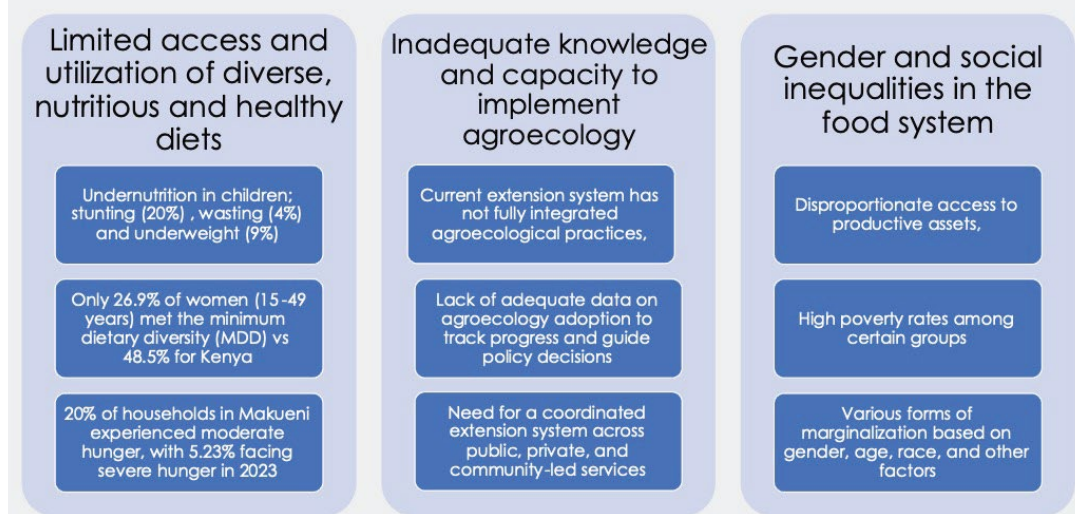 Limited access and
utilization of diverse,
nutritious and healthy
diets
Undernutrition in children;
stunting (20%) , wasting (4%)
and underweight (9%)
Only 26.9% of women (15-49
years) met the minimum
dietary diversity (MDD) vs
48.5% for Kenya
20% of households in Makueni
experienced moderate
hunger, with 5.23% facing
severe hunger in 2023
Inadequate knowledge
and capacity to
implement
agroecology
Current extension system has
not fully integrated
agroecological practices,
Lack of adequate data on
agroecology adoption to
track progress and guide
policy decisions
Need for a coordinated
extension system across
public, private, and
community-led services
Gender and social
inequalities in the
food system
Disproportionate access to
productive assets,
High poverty rates among
certain groups
Various forms of
marginalization based on
gender, age, race, and other
factors